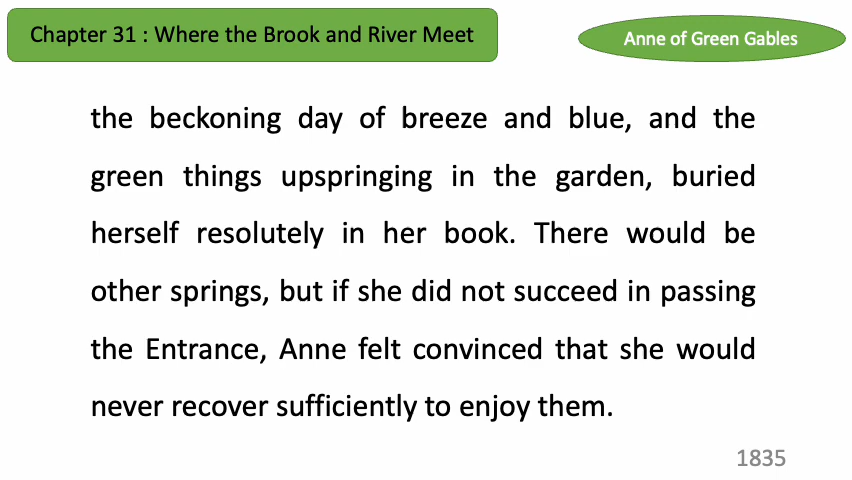 Chapter 31 : Where the Brook and River Meet
Anne of Green Gables
the beckoning day of breeze and blue, and the
green things upspringing in the garden, buried
herself resolutely in her book. There would be
other springs, but if she did not succeed in passing
the Entrance, Anne felt convinced that she would
never recover sufficiently to enjoy them.
1835